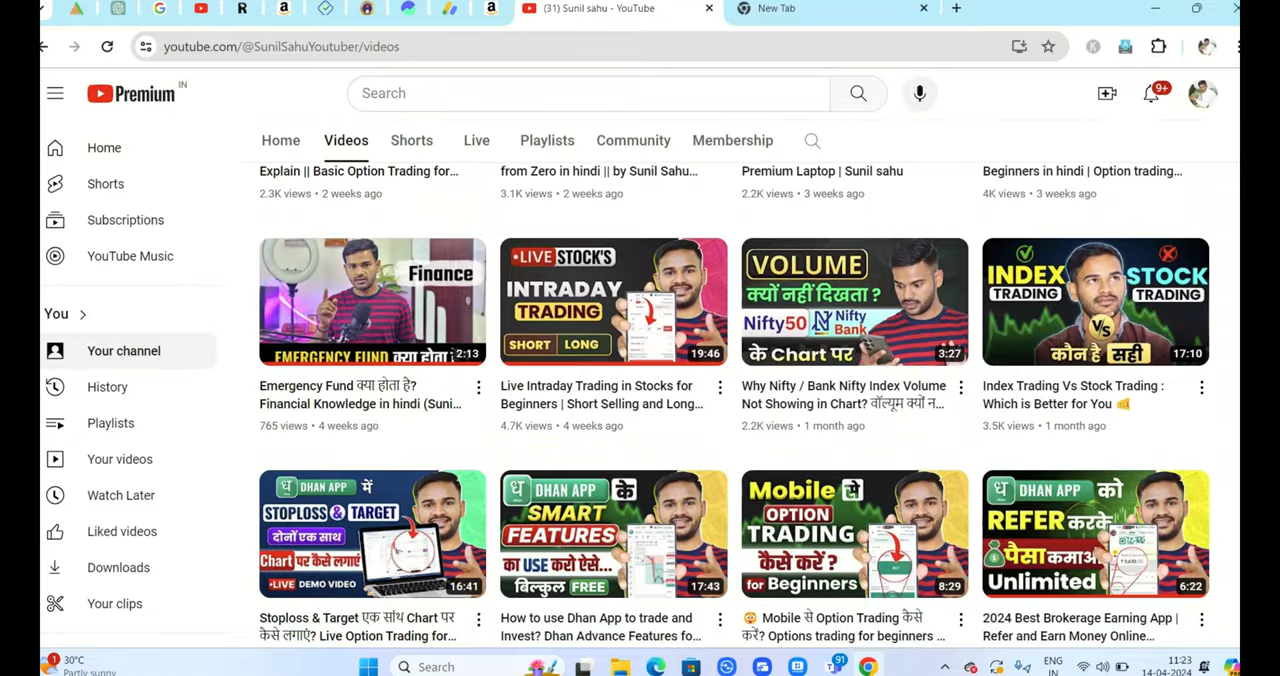 (31) Sunil sahu - YouTube
New Tab
youtube.com/@SunilSahuYoutuber/videos
Premium IN
Search
9+
Home
Videos
Shorts
Live
Playlists
Community
Membership
Home
Shorts
Subscriptions
YouTube Music
You
Your channel
History
Playlists
Your videos
Watch Later
Liked videos
Downloads
Your clips
Explain || Basic Option Trading for...
2.3K views • 2 weeks ago
from Zero in hindi || by Sunil Sahu...
3.1K views • 2 weeks ago
Premium Laptop | Sunil sahu
2.2K views • 3 weeks ago
Beginners in hindi | Option trading...
4K views • 3 weeks ago
Finance
EMERGENCY FUND क्या होता
2:13
Emergency Fund क्या होता है?
Financial Knowledge in hindi (Suni...
765 views • 4 weeks ago
•LIVE STOCK'S
INTRADAY
TRADING
SHORT LONG
19:46
Live Intraday Trading in Stocks for
Beginners | Short Selling and Long...
4.7K views • 4 weeks ago
VOLUME
क्यों नहीं दिखता ?
Nifty50 Nifty
Bank
के Chart पर
3:27
Why Nifty / Bank Nifty Index Volume
Not Showing in Chart? वॉल्यूम क्यों न...
2.2K views • 1 month ago
INDEX STOCK
TRADING TRADING
Vs
कौन है सही
17:10
Index Trading Vs Stock Trading :
Which is Better for You 🤜
3.5K views • 1 month ago
ध DHAN APP में
STOPLOSS & TARGET
दोनों एक साथ
Chart पर कैसे लगाएं
•LIVE DEMO VIDEO
16:41
Stoploss & Target एक सांथ Chart पर
कैसे लगाएं? Live Option Trading for...
ध DHAN APP के
SMART
FEATURES
का USE करो ऐसे...
बिल्कुल FREE
17:43
How to use Dhan App to trade and
Invest? Dhan Advance Features fo...
Mobile से
OPTION
TRADING
कैसे करें ?
for Beginners
BUY
8:29
😳 Mobile से Option Trading कैसे
करें? Options trading for beginners ...
ध DHAN APP को
REFER करके
पैसा कमाओ
Unlimited
6:22
2024 Best Brokerage Earning App |
Refer and Earn Money Online...
1
30°C
Partly sunny
Search
91
ENG
IN
11:23
14-04-2024